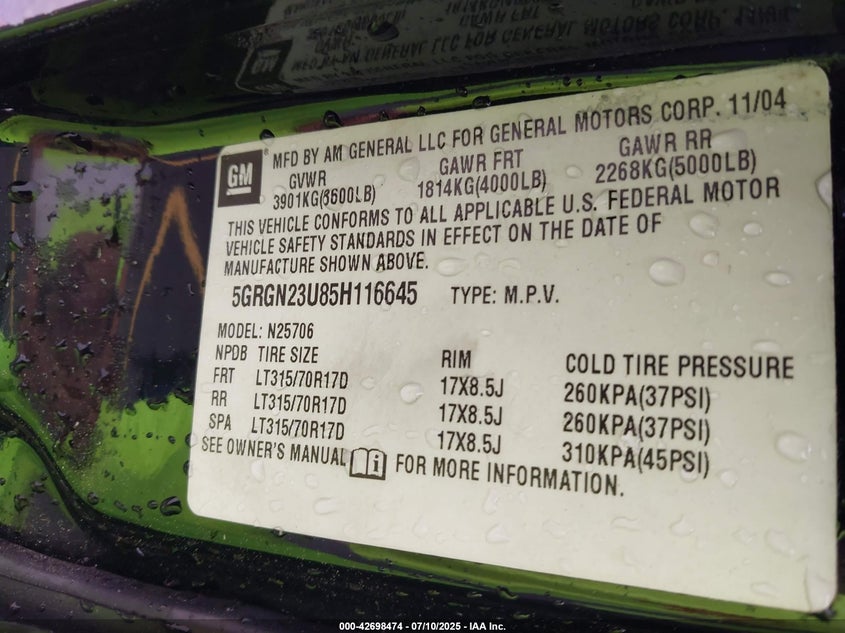 MFD BY AM GENERAL LLC FOR GENERAL MOTORS CORP. 11/04
GM
GVWR GAWR FRT GAWR RR
3901KG(8600LB) 1814KG(4000LB) 2268KG(5000LB)
THIS VEHICLE CONFORMS TO ALL APPLICABLE U.S. FEDERAL MOTOR
VEHICLE SAFETY STANDARDS IN EFFECT ON THE DATE OF
MANUFACTURE SHOWN ABOVE.
5GRGN23U85H116645 TYPE: M.P.V.
MODEL: N25706
NPDB TIRE SIZE RIM COLD TIRE PRESSURE
FRT LT315/70R17D 17X8.5J 260KPA(37PSI)
RR LT315/70R17D 17X8.5J 260KPA(37PSI)
SPA LT315/70R17D 17X8.5J 310KPA(45PSI)
SEE OWNER'S MANUAL FOR MORE INFORMATION.
000-42698474 - 07/10/2025 - IAA Inc.